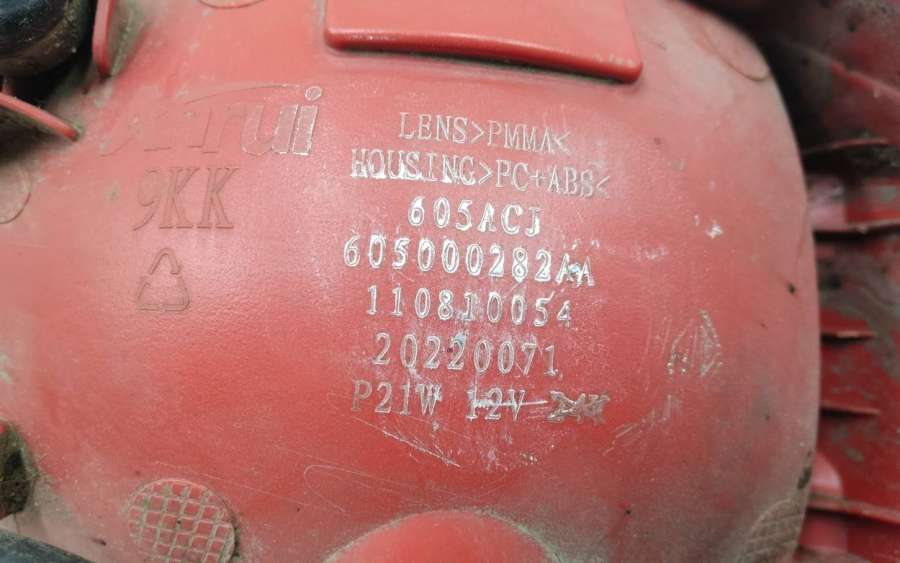 LENS>PMMA<
HOUSING>PC+ABS<
9KK
605ACJ
605000282AA
110810054
20220071
P21W 12V